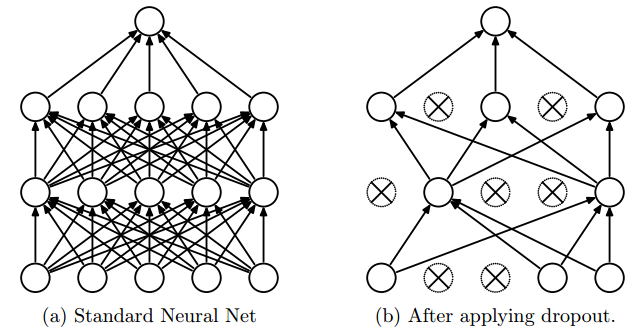 (a) Standard Neural Net
(b) After applying dropout.